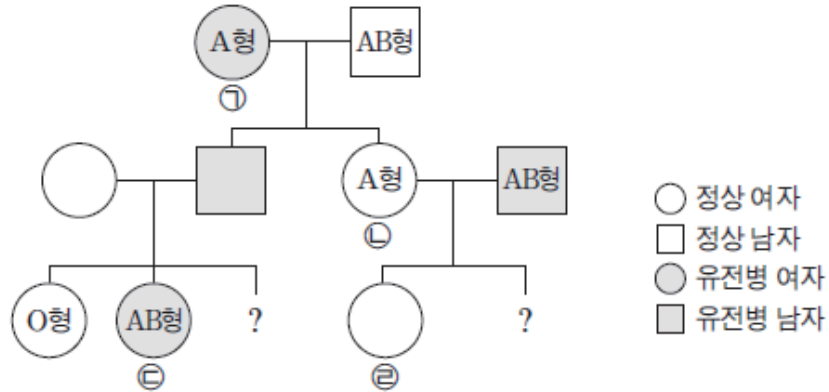 A형 AB형
㉠
A형 AB형
㉡
O형 AB형 ? ?
㉢ ㉣
정상 여자
정상 남자
유전병 여자
유전병 남자